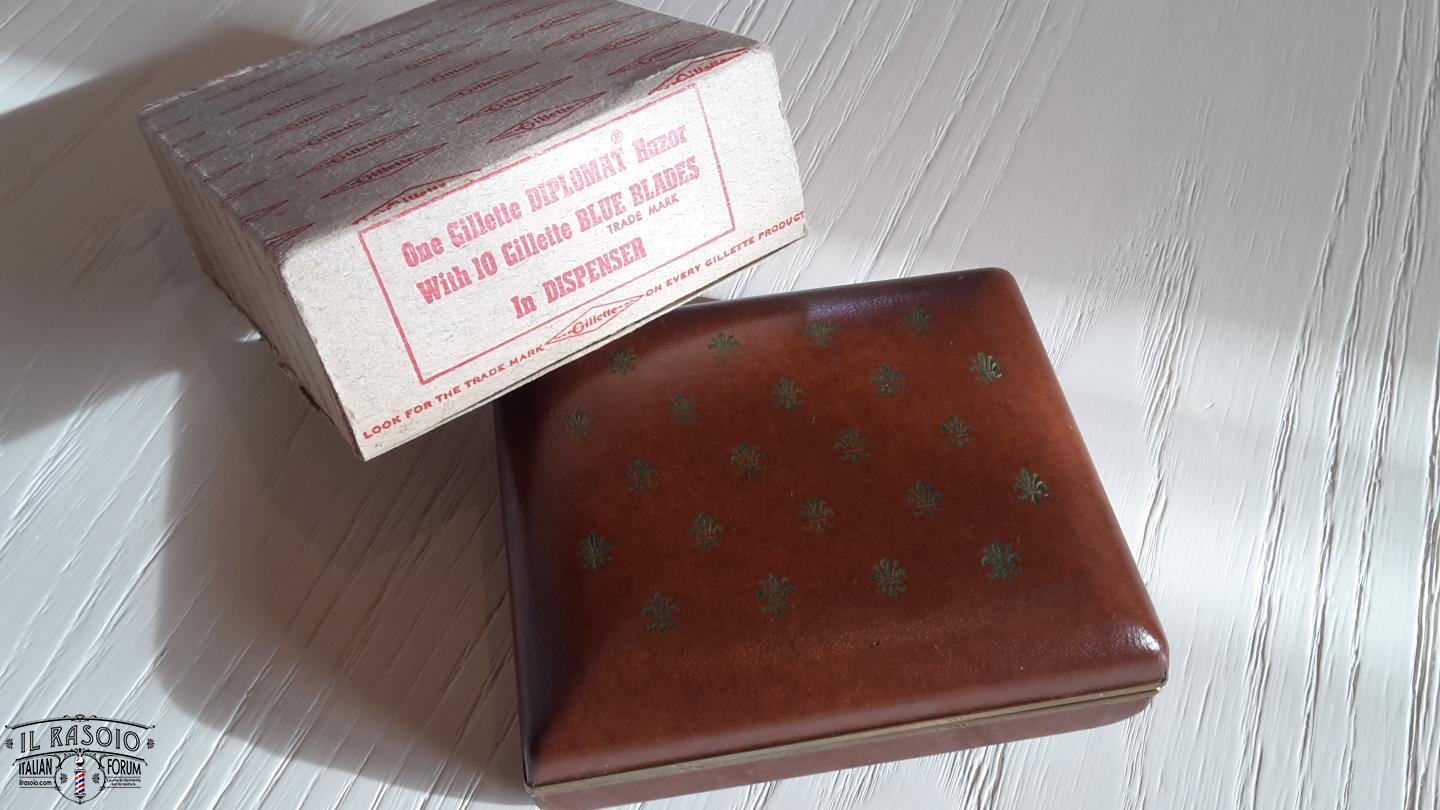 Gillette
One Gillette DIPLOMAT® Razor
With 10 Gillette BLUE BLADES
TRADE MARK
In DISPENSER
LOOK FOR THE TRADE MARK Gillette ON EVERY GILLETTE PRODUCT
IL RASOIO
ITALIAN FORUM
ilrasoio.com